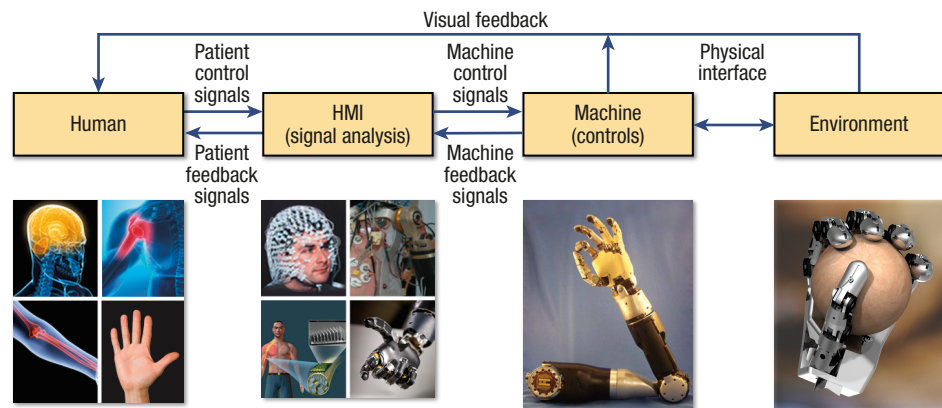 Visual feedback
Patient
control
signals
Machine
control
signals
Physical
interface
Human
HMI
(signal analysis)
Machine
(controls)
Environment
Patient
feedback
signals
Machine
feedback
signals